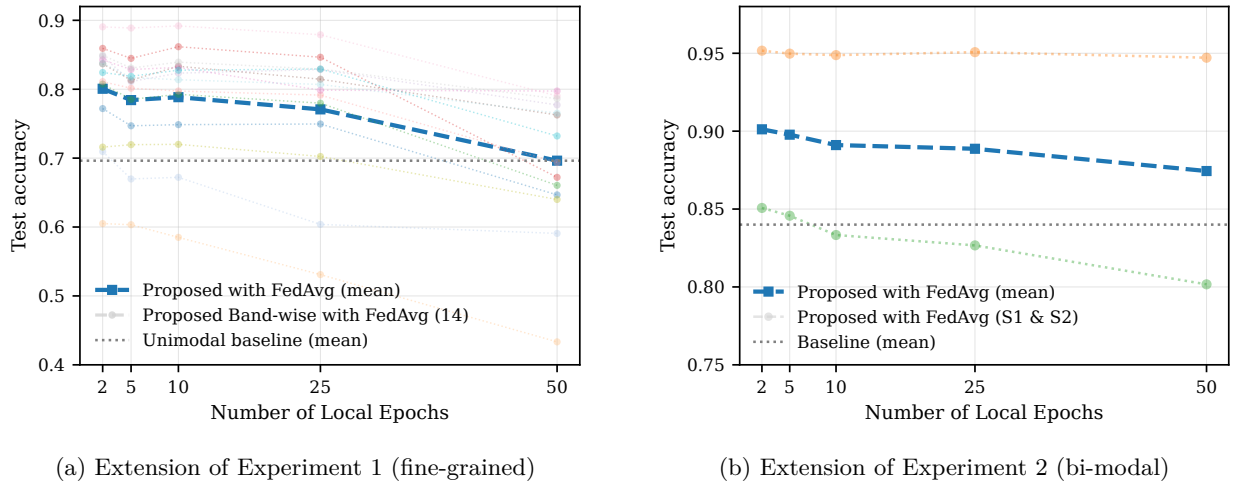 0.9
0.8
0.7
0.6
0.5
0.4
Test accuracy
Proposed with FedAvg (mean)
Proposed Band-wise with FedAvg (14)
Unimodal baseline (mean)
2 5 10 25 50
Number of Local Epochs
(a) Extension of Experiment 1 (fine-grained)
0.95
0.90
0.85
0.80
0.75
Test accuracy
Proposed with FedAvg (mean)
Proposed with FedAvg (S1 & S2)
Baseline (mean)
2 5 10 25 50
Number of Local Epochs
(b) Extension of Experiment 2 (bi-modal)